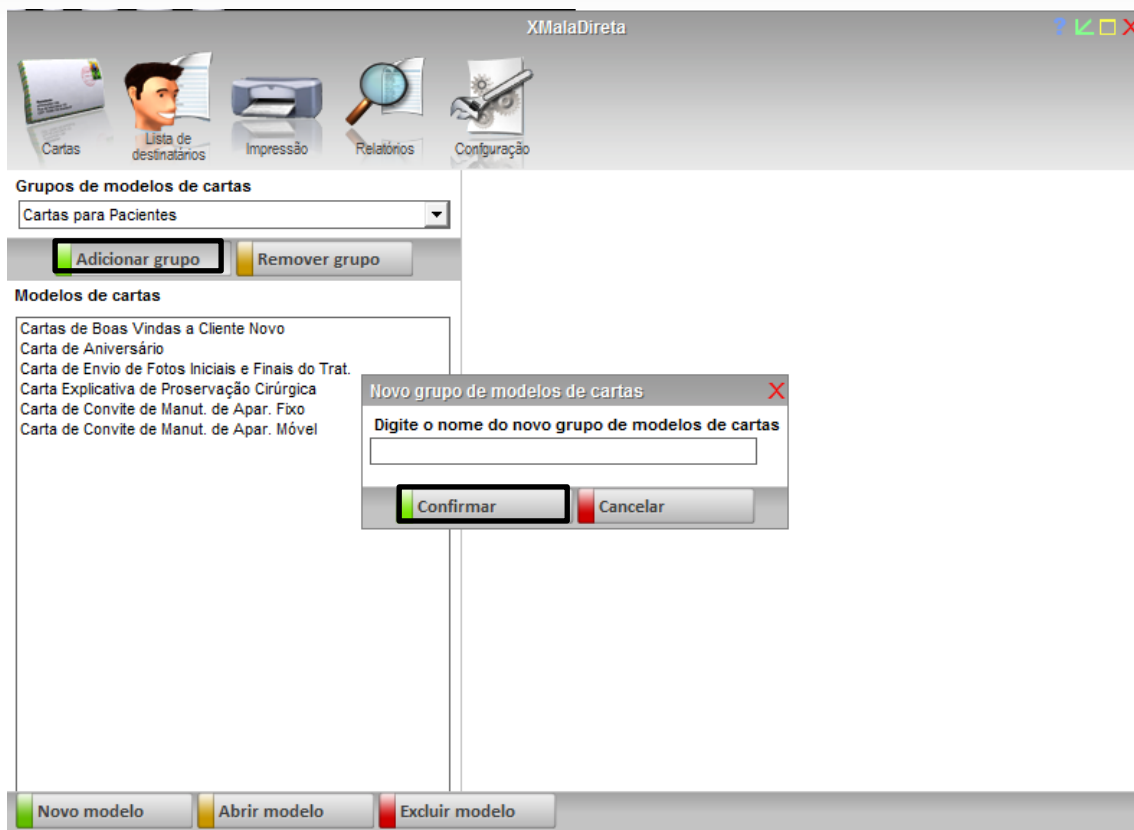 XMalaDireta
?
X
Cartas
Lista de
destinatários
Impressão
Relatórios
Confguração
Grupos de modelos de cartas
Cartas para Pacientes
Adicionar grupo
Remover grupo
Modelos de cartas
Cartas de Boas Vindas a Cliente Novo
Carta de Aniversário
Carta de Envio de Fotos Iniciais e Finais do Trat.
Carta Explicativa de Proservação Cirúrgica
Carta de Convite de Manut. de Apar. Fixo
Carta de Convite de Manut. de Apar. Móvel
Novo grupo de modelos de cartas
X
Digite o nome do novo grupo de modelos de cartas
Confirmar
Cancelar
Novo modelo
Abrir modelo
Excluir modelo